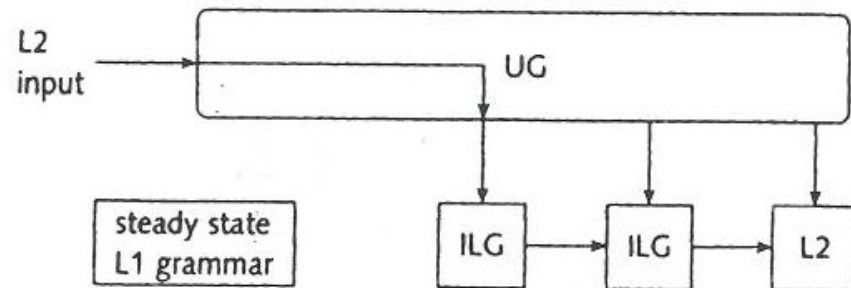 L2
input
UG
steady state
L1 grammar
ILG
ILG
L2